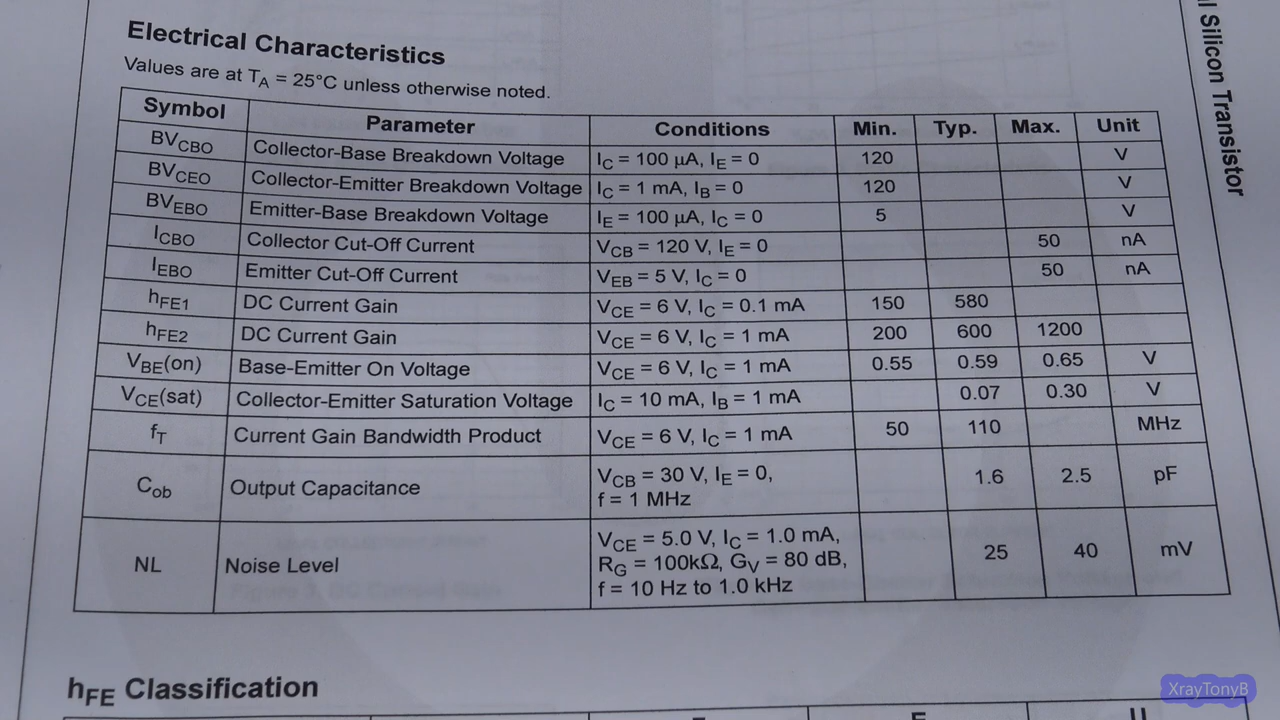 l Silicon Transistor
Electrical Characteristics
Values are at TA = 25°C unless otherwise noted.
Symbol Parameter Conditions Min. Typ. Max. Unit
BVCBO Collector-Base Breakdown Voltage IC = 100 μA, IE = 0 120 V
BVCEO Collector-Emitter Breakdown Voltage IC = 1 mA, IB = 0 120 V
BVEBO Emitter-Base Breakdown Voltage IE = 100 μA, IC = 0 5 V
ICBO Collector Cut-Off Current VCB = 120 V, IE = 0 50 nA
IEBO Emitter Cut-Off Current VEB = 5 V, IC = 0 50 nA
hFE1 DC Current Gain VCE = 6 V, IC = 0.1 mA 150 580
hFE2 DC Current Gain VCE = 6 V, IC = 1 mA 200 600 1200
VBE(on) Base-Emitter On Voltage VCE = 6 V, IC = 1 mA 0.55 0.59 0.65 V
VCE(sat) Collector-Emitter Saturation Voltage IC = 10 mA, IB = 1 mA 0.07 0.30 V
fT Current Gain Bandwidth Product VCE = 6 V, IC = 1 mA 50 110 MHz
Cob Output Capacitance VCB = 30 V, IE = 0,
f = 1 MHz 1.6 2.5 pF
NL Noise Level VCE = 5.0 V, IC = 1.0 mA,
RG = 100kΩ, GV = 80 dB,
f = 10 Hz to 1.0 kHz 25 40 mV
hFE Classification
XrayTonyB